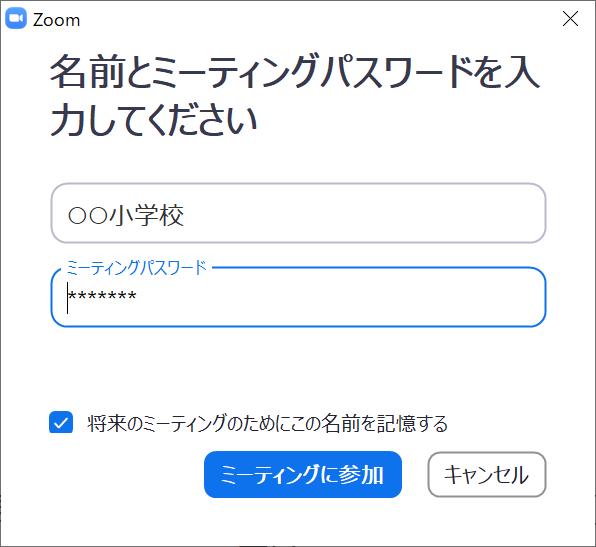 Zoom
名前とミーティングパスワードを入
力してください
○○小学校
ミーティングパスワード
*******
将来のミーティングのためにこの名前を記憶する
ミーティングに参加
キャンセル